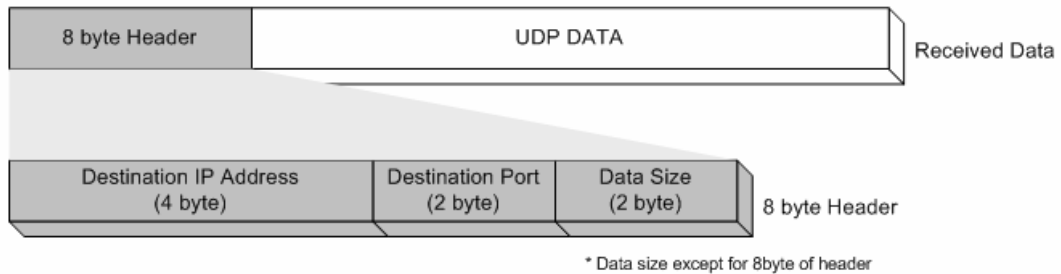 8 byte Header
UDP DATA
Received Data
Destination IP Address
(4 byte)
Destination Port
(2 byte)
Data Size
(2 byte)
8 byte Header
* Data size except for 8byte of header